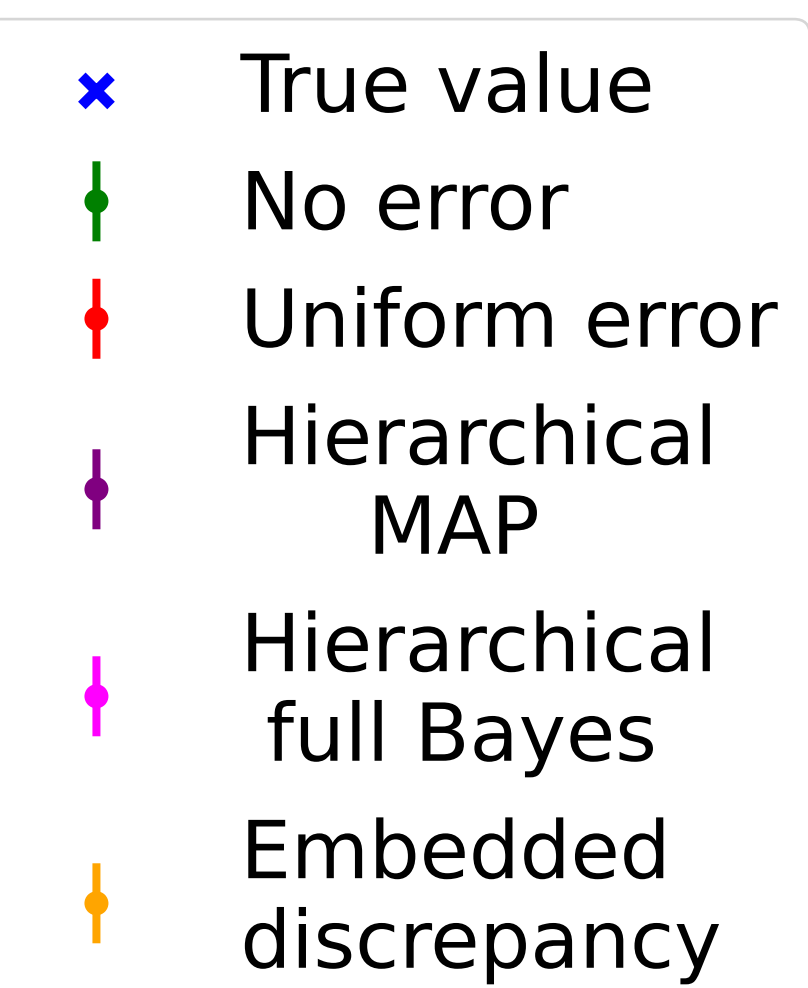 True value
No error
Uniform error
Hierarchical
MAP
Hierarchical
full Bayes
Embedded
discrepancy